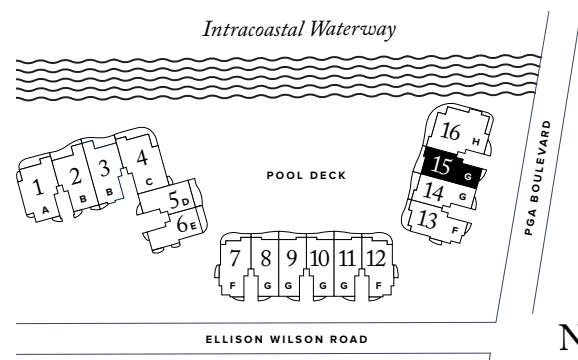 Intracoastal Waterway
16 H
15 G
14 G
13 F
1 A
2 B
3 B
4 C
5 D
6 E
POOL DECK
PGA BOULEVARD
7 F
8 G
9 G
10 G
11 G
12 F
ELLISON WILSON ROAD
N